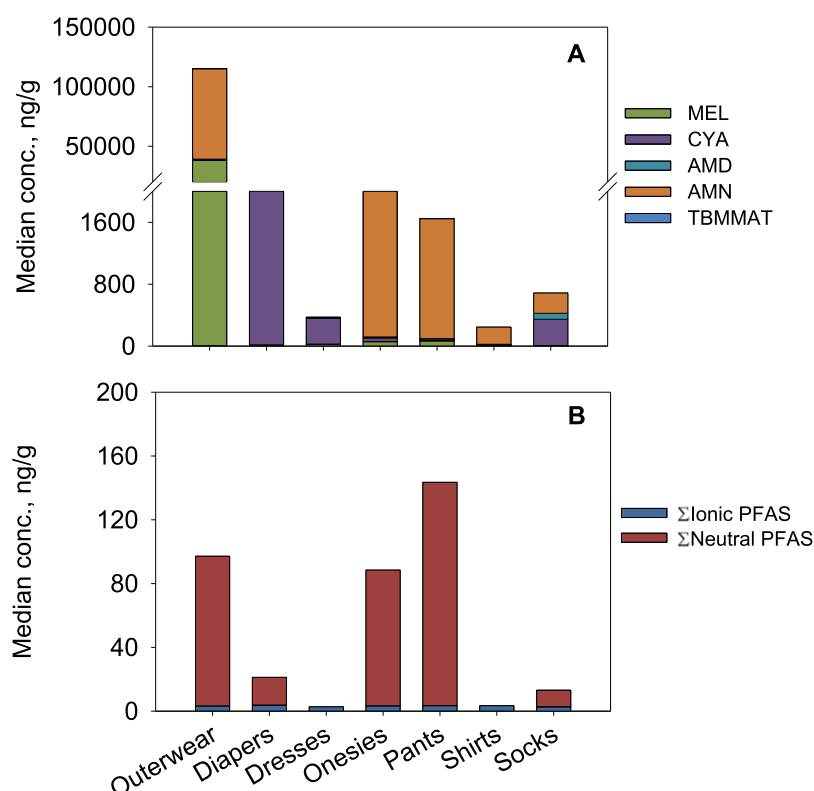 A
Median conc., ng/g
150000
100000
50000
1600
800
0
MEL
CYA
AMD
AMN
TBMMAT
B
Median conc., ng/g
200
160
120
80
40
0
ΣIonic PFAS
ΣNeutral PFAS
Outerwear
Diapers
Dresses
Onesies
Pants
Shirts
Socks